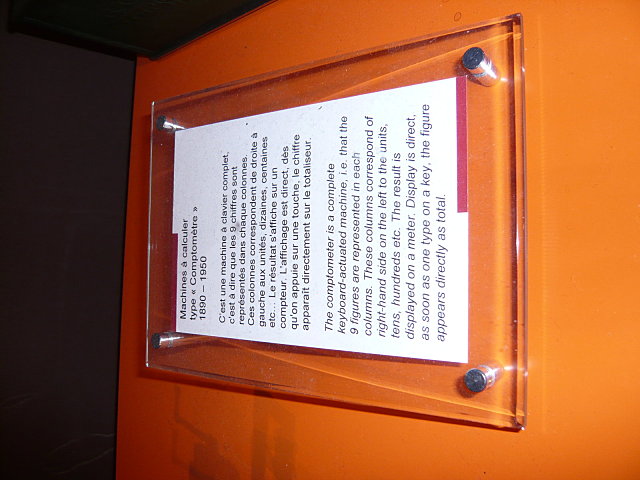 Machines à calculer
type « Comptomètre »
1890 – 1950
C'est une machine à clavier complet,
c'est à dire que les 9 chiffres sont
représentés dans chaque colonnes.
Ces colonnes correspondent de droite à
gauche aux unités, dizaines, centaines
etc... Le résultat s'affiche sur un
compteur. L'affichage est direct, dès
qu'on appuie sur une touche, le chiffre
apparaît directement sur le totaliseur.
The comptometer is a complete
keyboard-actuated machine, i.e. that the
9 figures are represented in each
columns. These columns correspond of
right-hand side on the left to the units,
tens, hundreds etc. The result is
displayed on a meter. Display is direct,
as soon as one type on a key, the figure
appears directly as total.